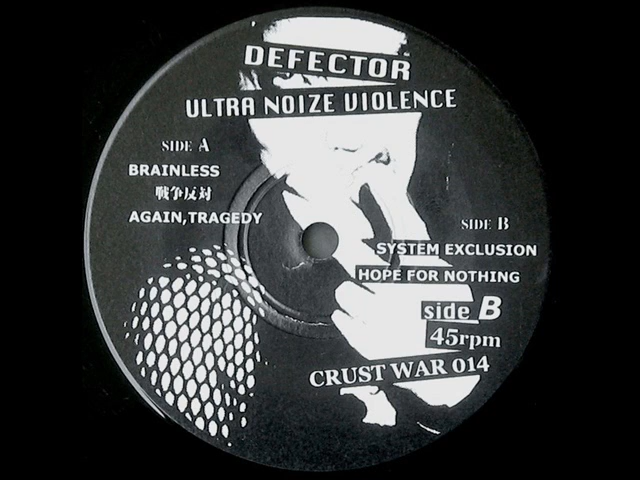 DEFECTOR
ULTRA NOIZE VIOLENCE
SIDE A
BRAINLESS
戦争反対
AGAIN,TRAGEDY
SIDE B
SYSTEM EXCLUSION
HOPE FOR NOTHING
side B
45rpm
CRUST WAR 014